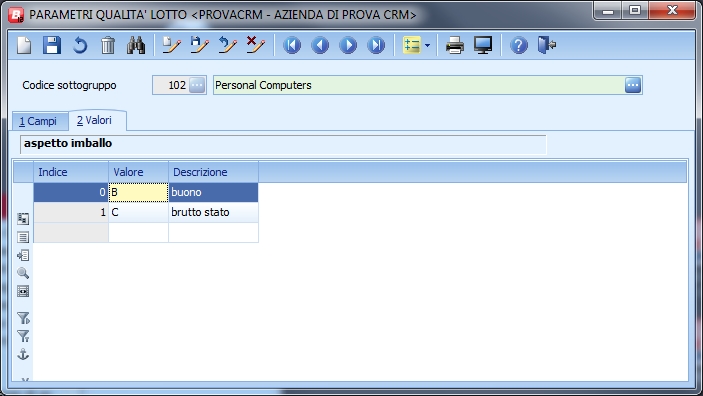 PARAMETRI QUALITA' LOTTO <PROVACRM - AZIENDA DI PROVA CRM>
Codice sottogruppo 102 Personal Computers
1 Campi 2 Valori
aspetto imballo
Indice Valore Descrizione
0 B buono
1 C brutto stato